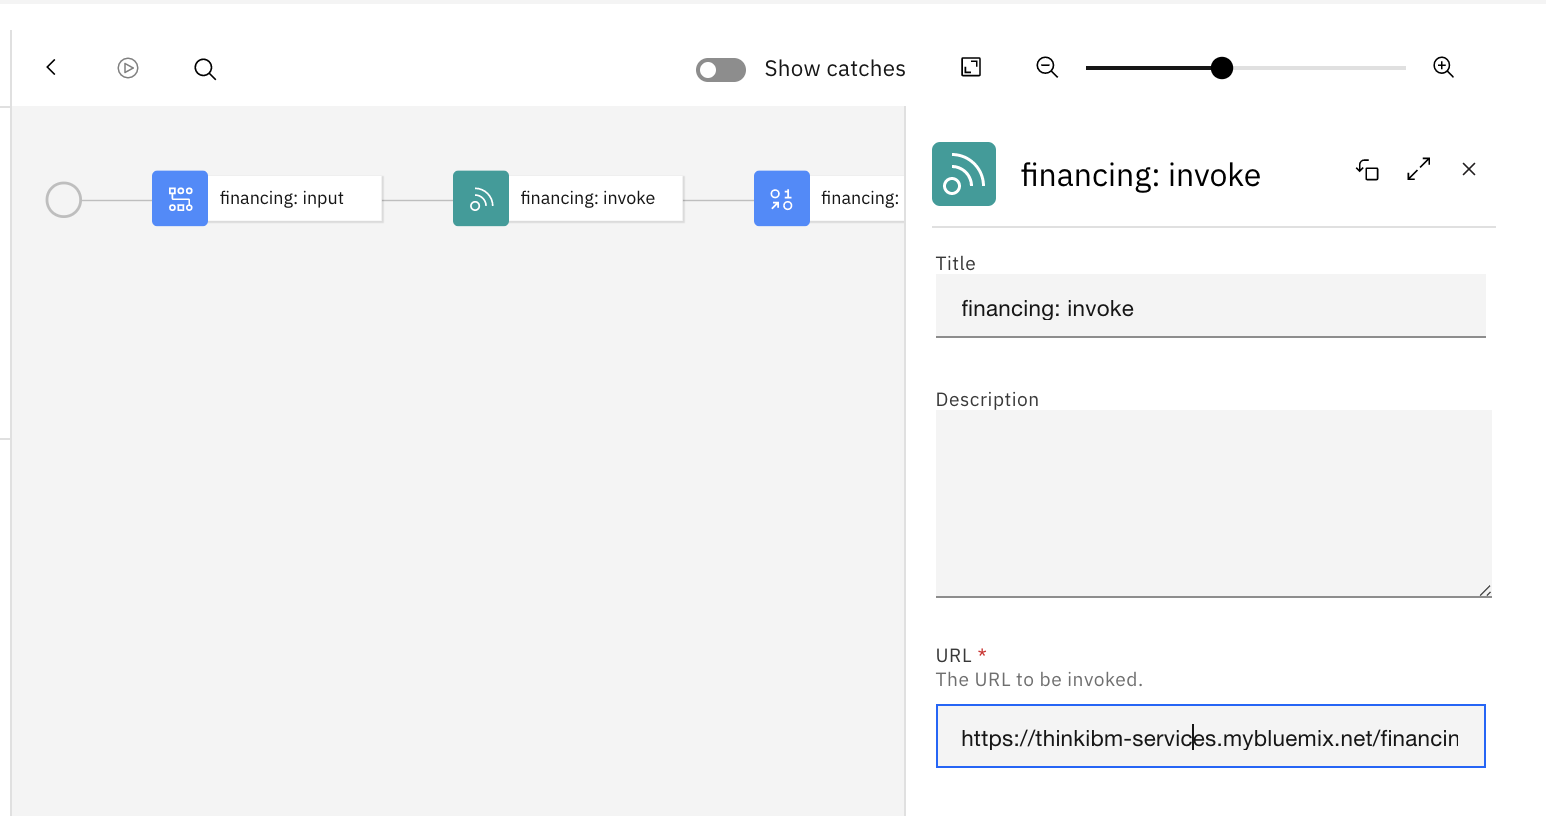 Show catches
financing: input
financing: invoke
financing:
financing: invoke
Title
financing: invoke
Description
URL *
The URL to be invoked.
https://thinkibm-services.mybluemix.net/financin